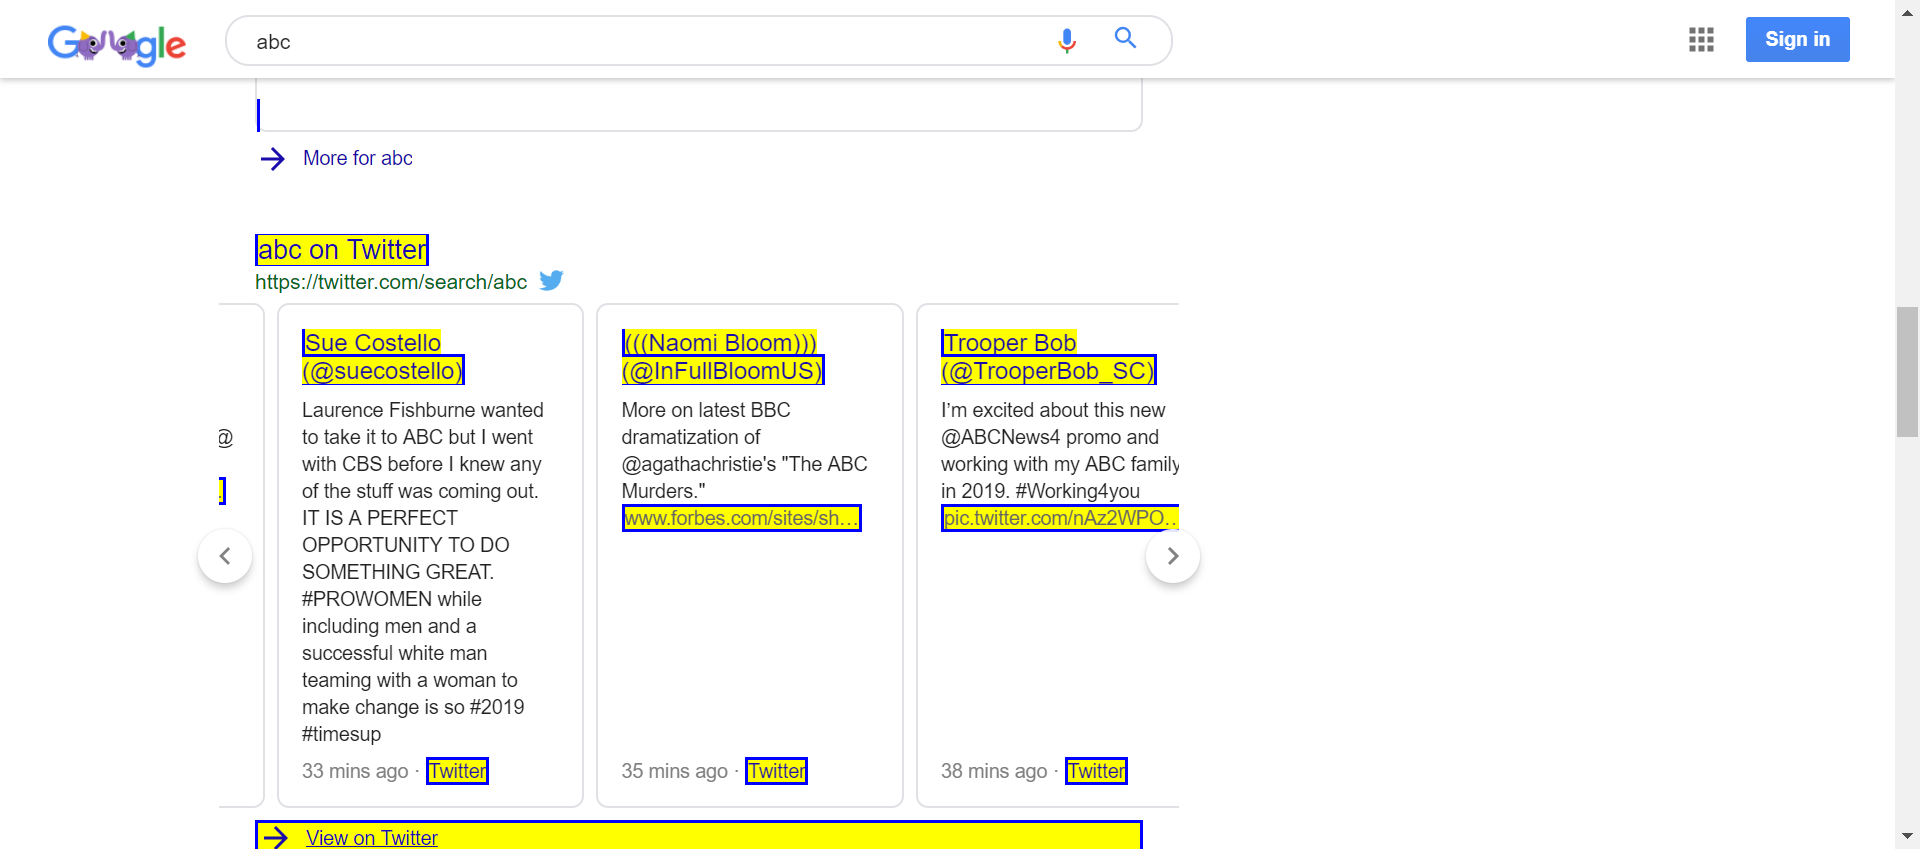 Google
abc
Sign in
More for abc
abc on Twitter
https://twitter.com/search/abc
@
Sue Costello
(@suecostello)
Laurence Fishburne wanted
to take it to ABC but I went
with CBS before I knew any
of the stuff was coming out.
IT IS A PERFECT
OPPORTUNITY TO DO
SOMETHING GREAT.
#PROWOMEN while
including men and a
successful white man
teaming with a woman to
make change is so #2019
#timesup
33 mins ago · Twitter
(((Naomi Bloom)))
(@InFullBloomUS)
More on latest BBC
dramatization of
@agathachristie's "The ABC
Murders."
www.forbes.com/sites/sh...
35 mins ago · Twitter
Trooper Bob
(@TrooperBob_SC)
I'm excited about this new
@ABCNews4 promo and
working with my ABC family
in 2019. #Working4you
pic.twitter.com/nAz2WPO...
38 mins ago · Twitter
View on Twitter